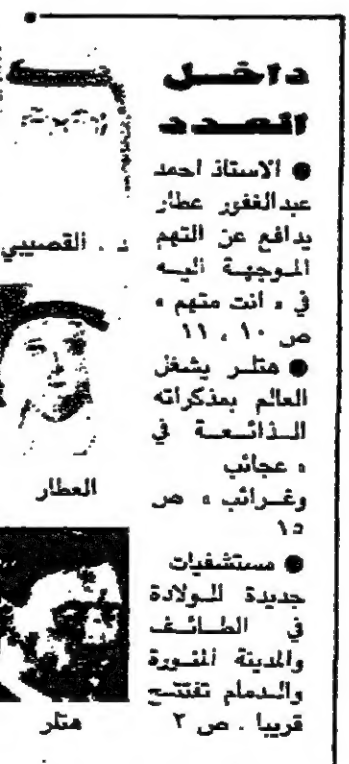 داخل
العدد
● الاستاذ احمد
عبدالغفور عطار
يدافع عن التهم
الموجهة اليه
في « انت متهم »
ص ١٠ ، ١١
● هتلر يشغل
العالم بمذكراته
الذائعة في
« عجائب
وغرائب » ص
١٥
● مستشفيات
جديدة للولادة
في الطائف
والمدينة المنورة
والدمام تفتتح
قريبا . ص ٢
د . القصيبي
العطار
هتلر